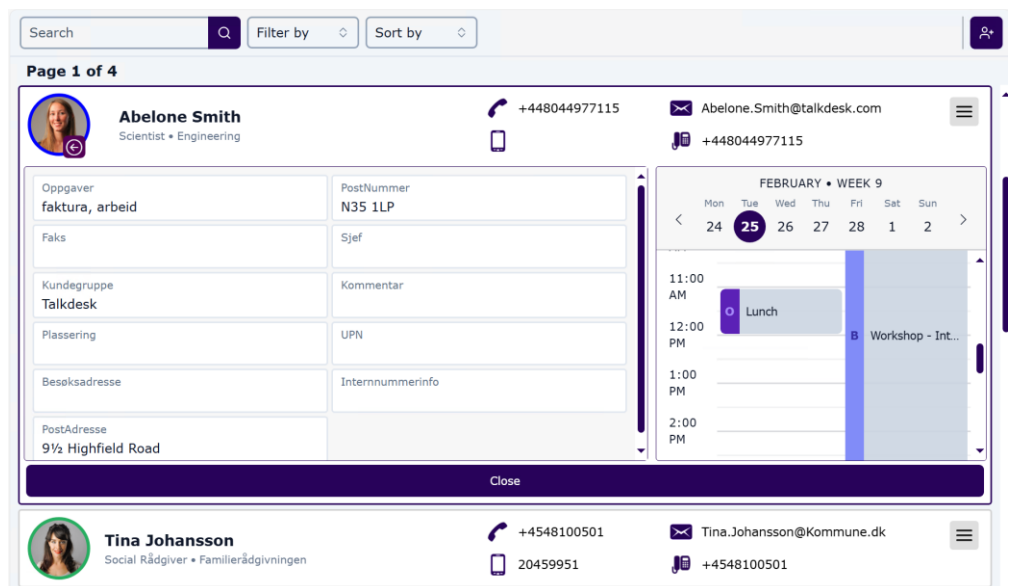 Search
Filter by
Sort by
Page 1 of 4
Abelone Smith
Scientist • Engineering
+448044977115
Abelone.Smith@talkdesk.com
+448044977115
Oppgaver
faktura, arbeid
PostNummer
N35 1LP
Faks
Sjef
Kundegruppe
Talkdesk
Kommentar
Plassering
UPN
Besøksadresse
Internnummerinfo
PostAdresse
9½ Highfield Road
FEBRUARY • WEEK 9
Mon Tue Wed Thu Fri Sat Sun
24 25 26 27 28 1 2
11:00 AM
O Lunch
12:00 PM
B Workshop - Int...
1:00 PM
2:00 PM
Close
Tina Johansson
Social Rådgiver • Familierådgivningen
+4548100501
20459951
Tina.Johansson@Kommune.dk
+4548100501